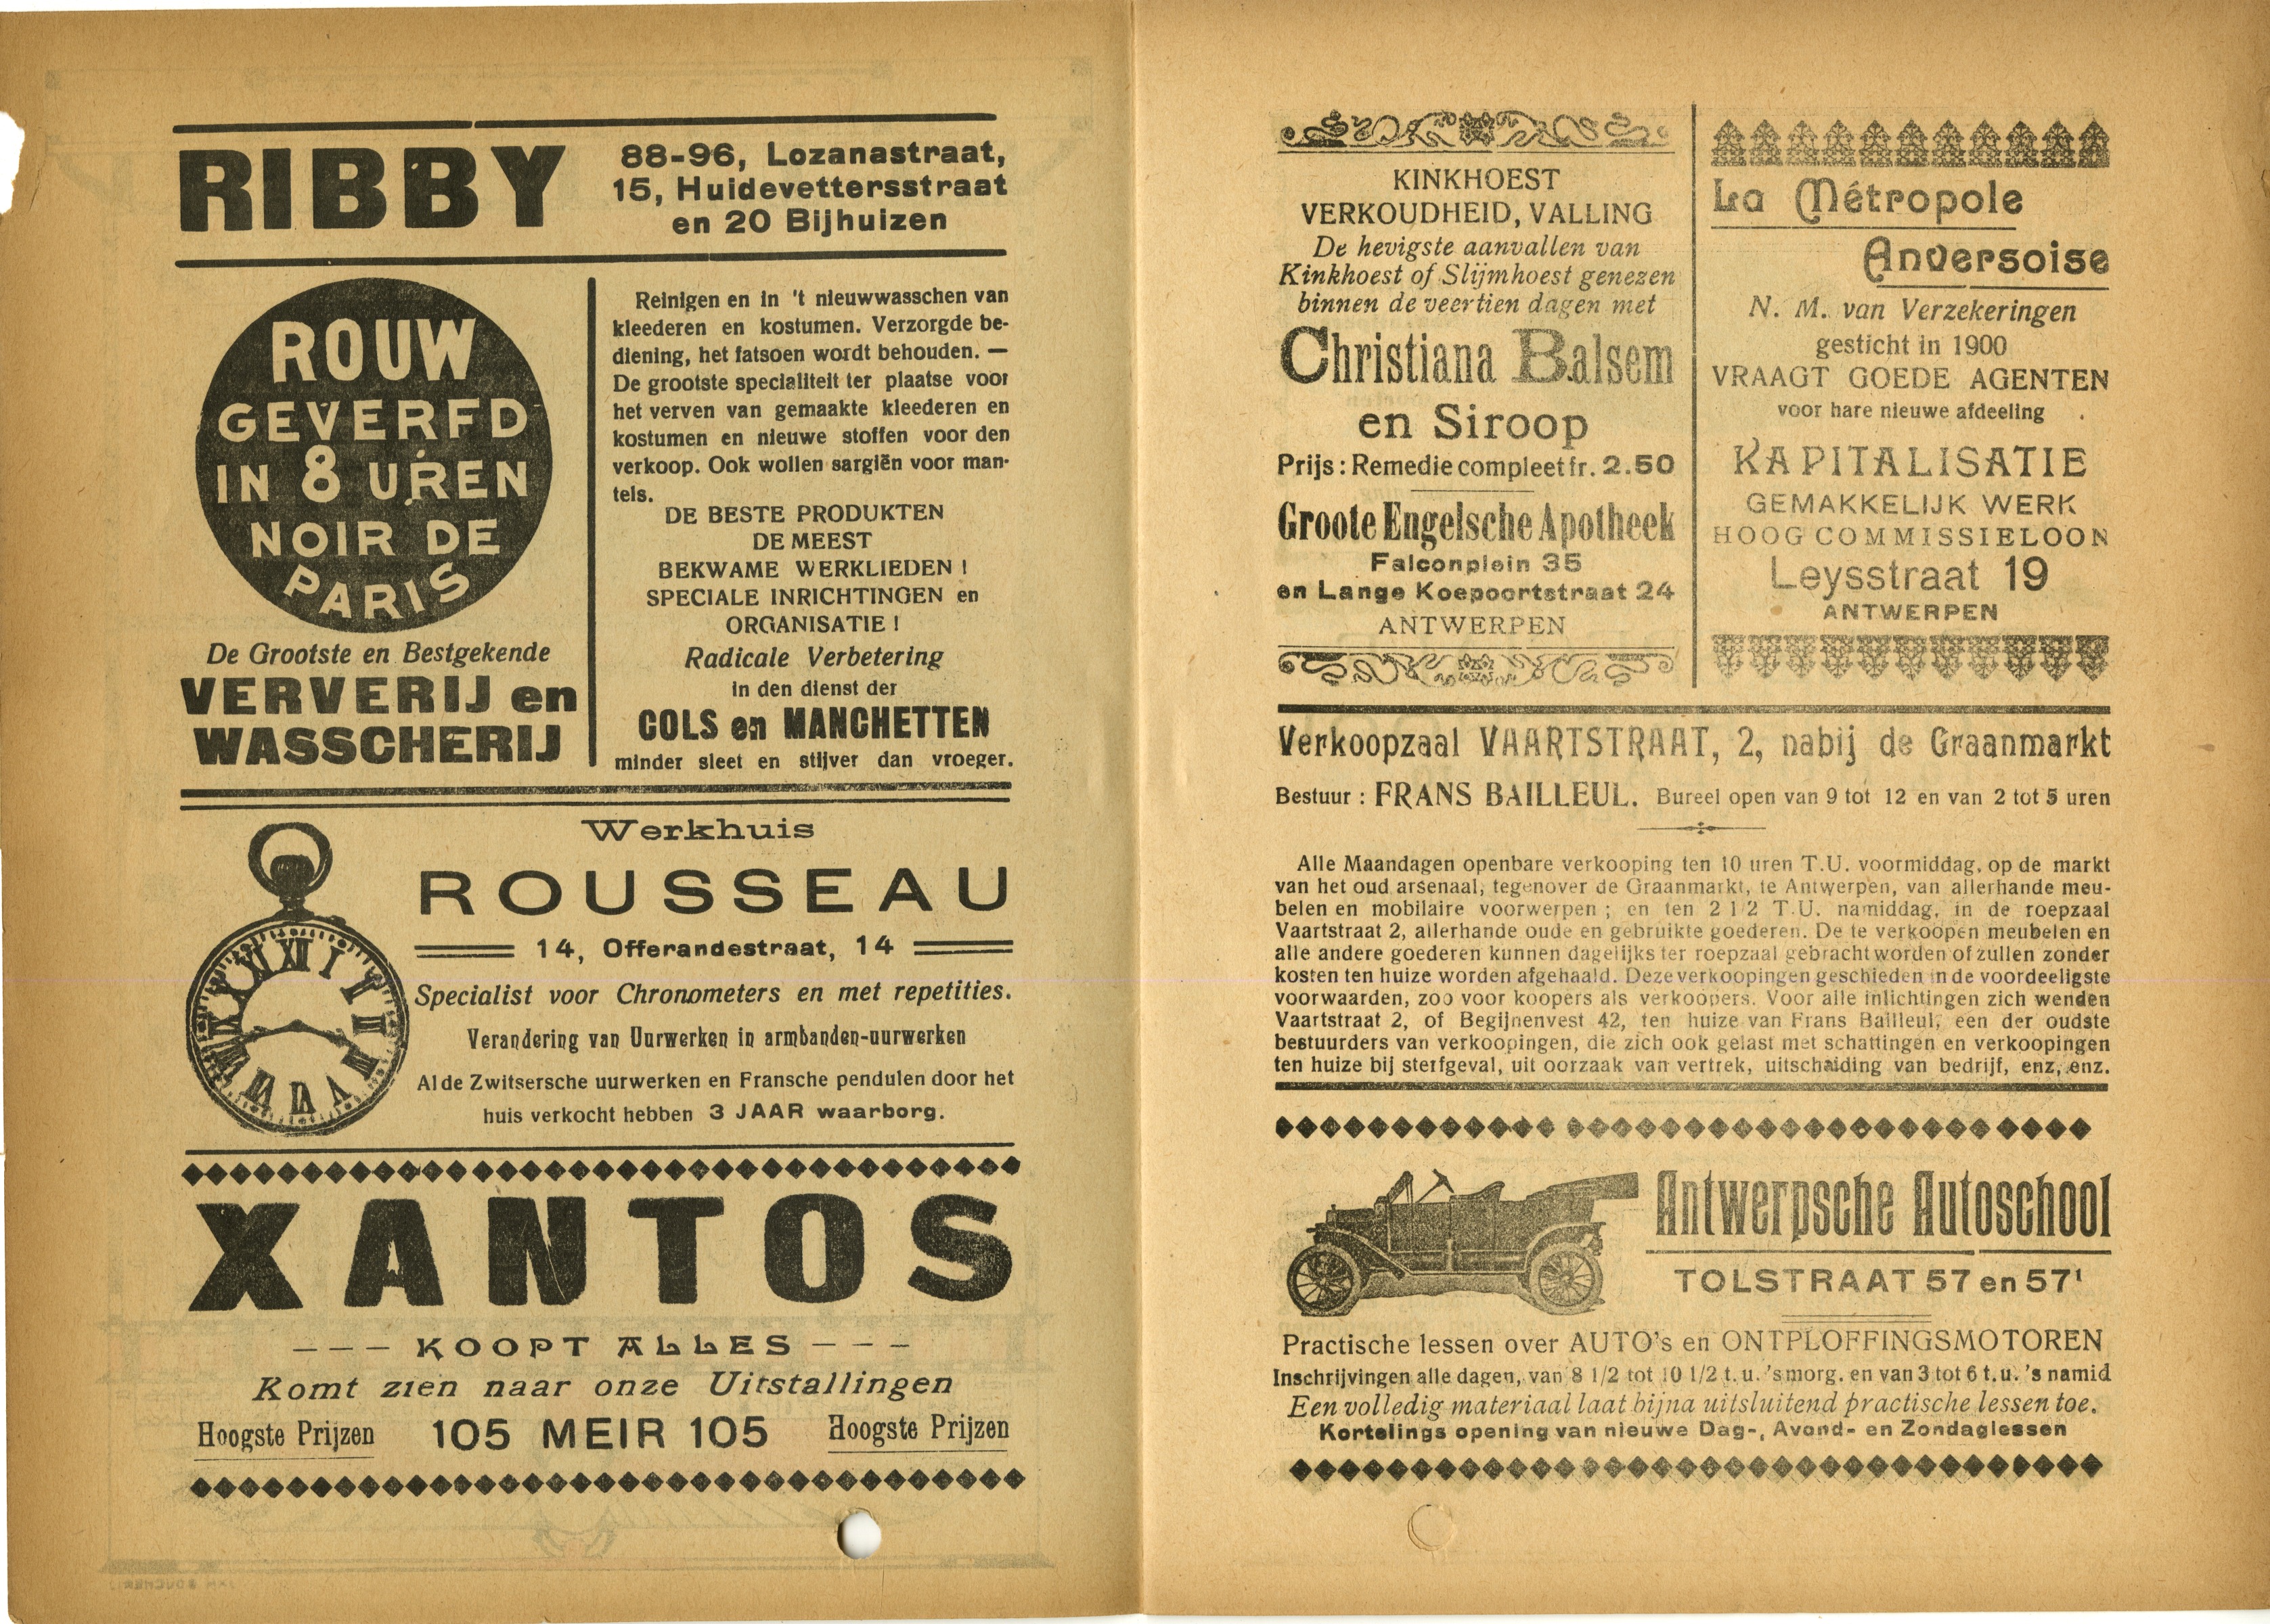 RIBBY
88-96, Lozanastraat,
15, Huidevettersstraat
en 20 Bijhuizen
ROUW
GEVERFD
IN 8 UREN
NOIR DE
PARIS
De Grootste en Bestgekende
VERVERIJ en
WASSCHERIJ
Reinigen en in 't nieuwwasschen van
kleederen en kostumen. Verzorgde be-
diening, het fatsoen wordt behouden. —
De grootste specialiteit ter plaatse voor
het verven van gemaakte kleederen en
kostumen en nieuwe stoffen voor den
verkoop. Ook wollen sargiën voor man-
tels.
DE BESTE PRODUKTEN
DE MEEST
BEKWAME WERKLIEDEN !
SPECIALE INRICHTINGEN en
ORGANISATIE !
Radicale Verbetering
in den dienst der
COLS en MANCHETTEN
minder sleet en stijver dan vroeger.
Werkhuis
ROUSSEAU
14, Offerandestraat, 14
Specialist voor Chronometers en met repetities.
Verandering van Uurwerken in armbanden-uurwerken
Al de Zwitsersche uurwerken en Fransche pendulen door het
huis verkocht hebben 3 JAAR waarborg.
XII I II III IIII V VI VII VIII IX X XI
XANTOS
--- KOOPT ALLES ---
Komt zien naar onze Uitstallingen
Hoogste Prijzen 105 MEIR 105 Hoogste Prijzen
KINKHOEST
VERKOUDHEID, VALLING
De hevigste aanvallen van
Kinkhoest of Slijmhoest genezen
binnen de veertien dagen met
Christiana Balsem
en Siroop
Prijs : Remedie compleet fr. 2.50
Groote Engelsche Apotheek
Falconplein 35
en Lange Koepoortstraat 24
ANTWERPEN
La Métropole
Anversoise
N. M. van Verzekeringen
gesticht in 1900
VRAAGT GOEDE AGENTEN
voor hare nieuwe afdeeling
KAPITALISATIE
GEMAKKELIJK WERK
HOOG COMMISSIELOON
Leysstraat 19
ANTWERPEN
Verkoopzaal VAARTSTRAAT, 2, nabij de Graanmarkt
Bestuur : FRANS BAILLEUL. Bureel open van 9 tot 12 en van 2 tot 5 uren
Alle Maandagen openbare verkooping ten 10 uren T.U. voormiddag, op de markt
van het oud arsenaal, tegenover de Graanmarkt, te Antwerpen, van allerhande meu-
belen en mobilaire voorwerpen ; en ten 2 1 2 T.U. namiddag, in de roepzaal
Vaartstraat 2, allerhande oude en gebruikte goederen. De te verkoopen meubelen en
alle andere goederen kunnen dagelijks ter roepzaal gebracht worden of zullen zonder
kosten ten huize worden afgehaald. Deze verkoopingen geschieden in de voordeeligste
voorwaarden, zoo voor koopers als verkoopers. Voor alle inlichtingen zich wenden
Vaartstraat 2, of Begijnenvest 42, ten huize van Frans Bailleul, een der oudste
bestuurders van verkoopingen, die zich ook gelast met schattingen en verkoopingen
ten huize bij sterfgeval, uit oorzaak van vertrek, uitschaiding van bedrijf, enz, enz.
Antwerpsche Autoschool
TOLSTRAAT 57 en 57¹
Practische lessen over AUTO's en ONTPLOFFINGSMOTOREN
Inschrijvingen alle dagen, van 8 1/2 tot 10 1/2 t. u. 's morg. en van 3 tot 6 t. u. 's namid
Een volledig materiaal laat bijna uitsluitend practische lessen toe.
Kortelings opening van nieuwe Dag-, Avond- en Zondaglessen